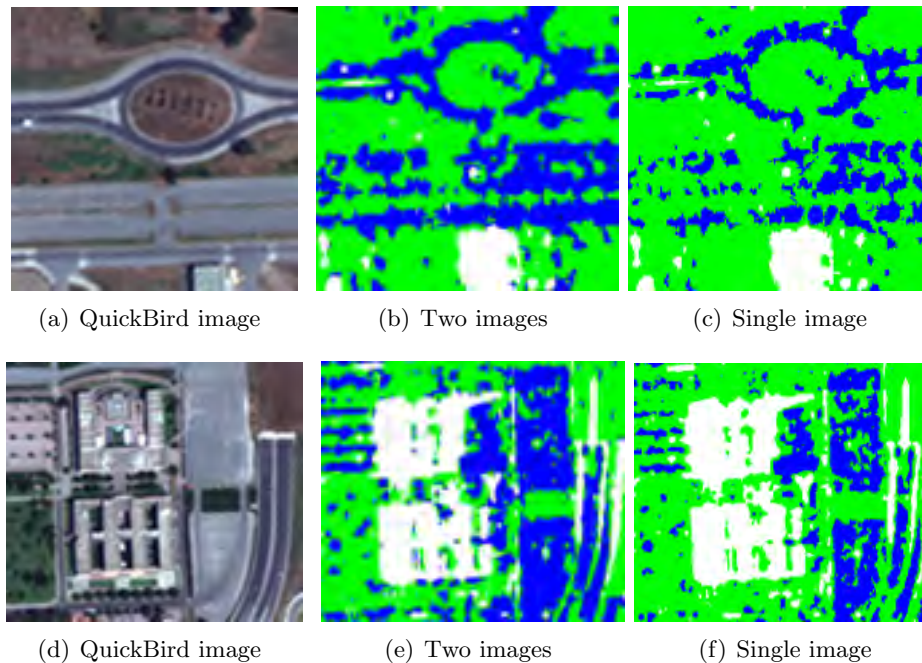 (a) QuickBird image
(b) Two images
(c) Single image
(d) QuickBird image
(e) Two images
(f) Single image